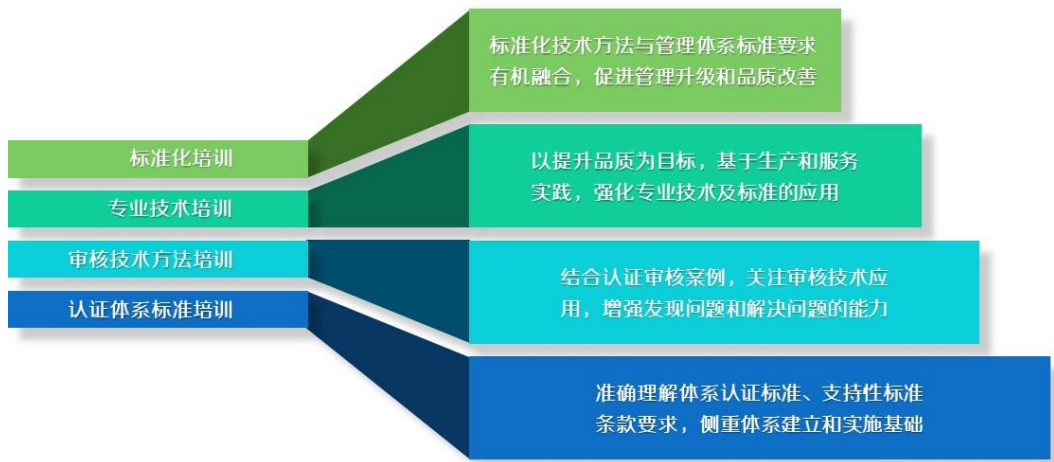 标准化技术方法与管理体系标准要求
有机融合，促进管理升级和品质改善
标准化培训
以提升品质为目标，基于生产和服务
实践，强化专业技术及标准的应用
专业技术培训
审核技术方法培训
结合认证审核案例，关注审核技术应
用，增强发现问题和解决问题的能力
认证体系标准培训
准确理解体系认证标准、支持性标准
条款要求，侧重体系建立和实施基础